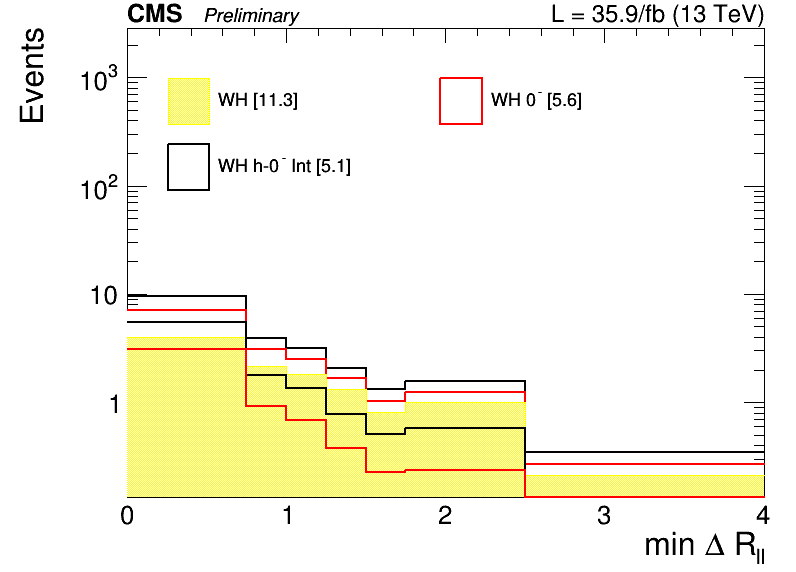 CMS Preliminary L = 35.9/fb (13 TeV)
Events
10³
WH [11.3] WH 0⁻ [5.6]
WH h-0⁻ Int [5.1]
10²
10
1
0 1 2 3 4
min Δ R_ll